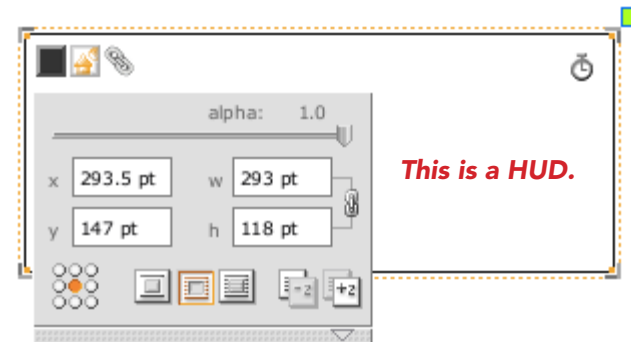 alpha: 1.0
This is a HUD.
x 293.5 pt w 293 pt
y 147 pt h 118 pt
-z +z